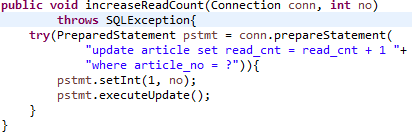 public void increaseReadCount(Connection conn, int no)
        throws SQLException{
    try(PreparedStatement pstmt = conn.prepareStatement(
            "update article set read_cnt = read_cnt + 1 "+
            "where article_no = ?")){
        pstmt.setInt(1, no);
        pstmt.executeUpdate();
    }
}